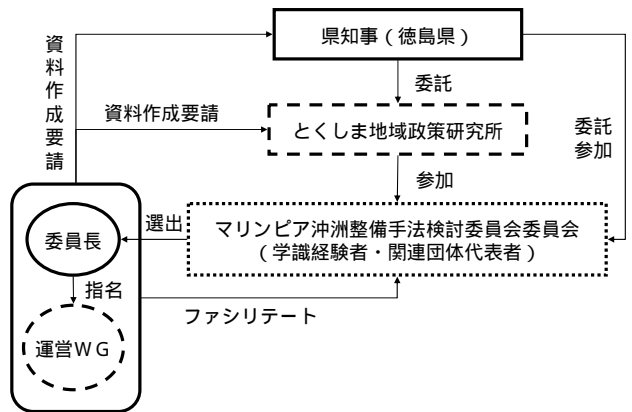 県知事（徳島県）
資料作成要請
委託
資料作成要請
とくしま地域政策研究所
委託
参加
参加
選出
マリンピア沖洲整備手法検討委員会委員会
（学識経験者・関連団体代表者）
委員長
指名
ファシリテート
運営ＷＧ